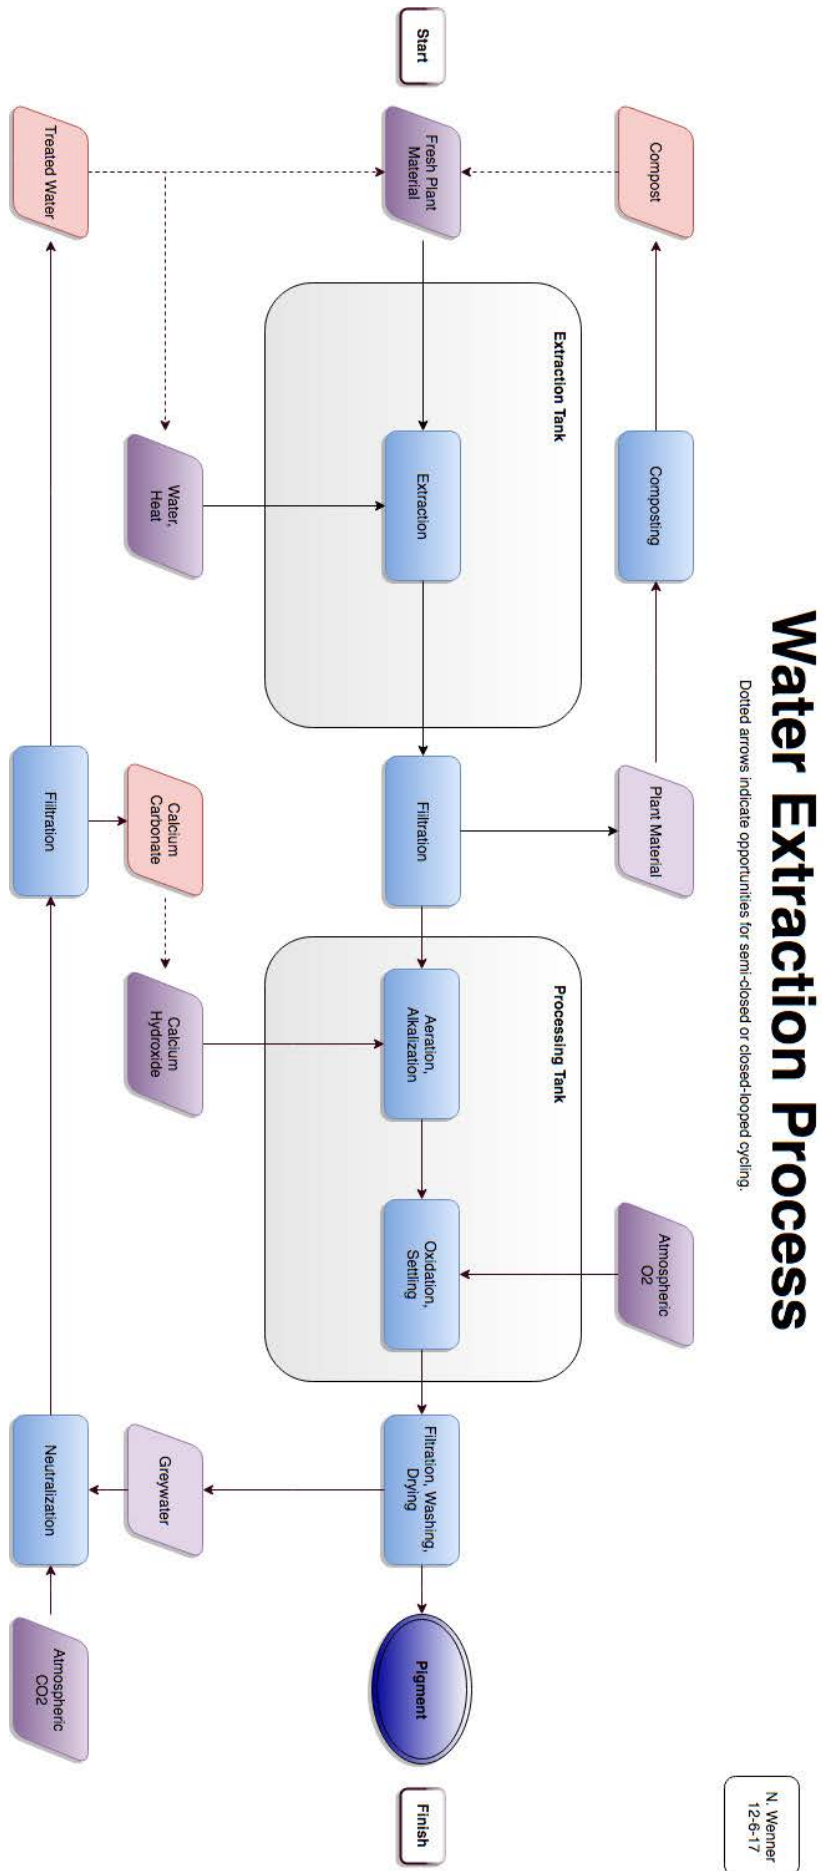 Water Extraction Process
Dotted arrows indicate opportunities for semi-closed or closed-looped cycling.
N. Wenner
12-6-17
Compost
Composting
Plant Material
Atmospheric
O2
Extraction Tank
Processing Tank
Start
Fresh Plant
Material
Extraction
Filtration
Aeration,
Alkalization
Oxidation,
Settling
Filtration, Washing,
Drying
Pigment
Finish
Water,
Heat
Calcium
Carbonate
Calcium
Hydroxide
Greywater
Treated Water
Filtration
Neutralization
Atmospheric
CO2